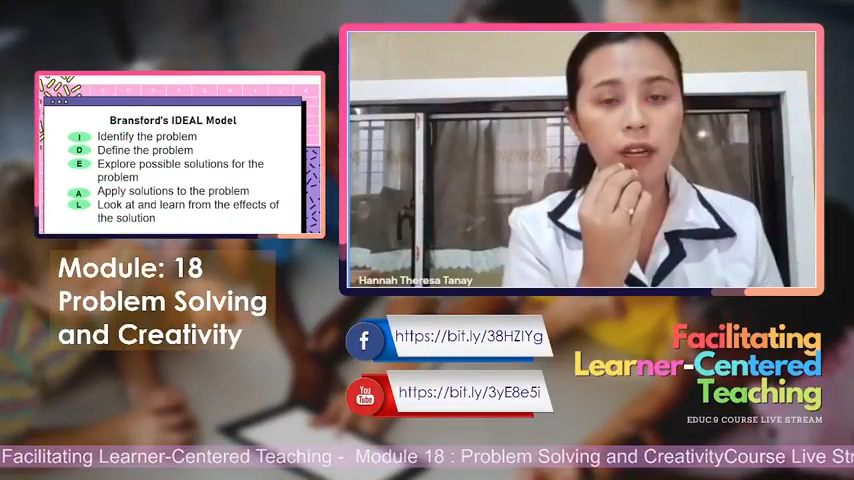 Bransford's IDEAL Model
I Identify the problem
D Define the problem
E Explore possible solutions for the
problem
A Apply solutions to the problem
L Look at and learn from the effects of
the solution
Hannah Theresa Tanay
Module: 18
Problem Solving
and Creativity
f https://bit.ly/38HZlYg
You Tube https://bit.ly/3yE8e5i
Facilitating
Learner-Centered
Teaching
EDUC.9 COURSE LIVE STREAM
Facilitating Learner-Centered Teaching - Module 18 : Problem Solving and CreativityCourse Live Str